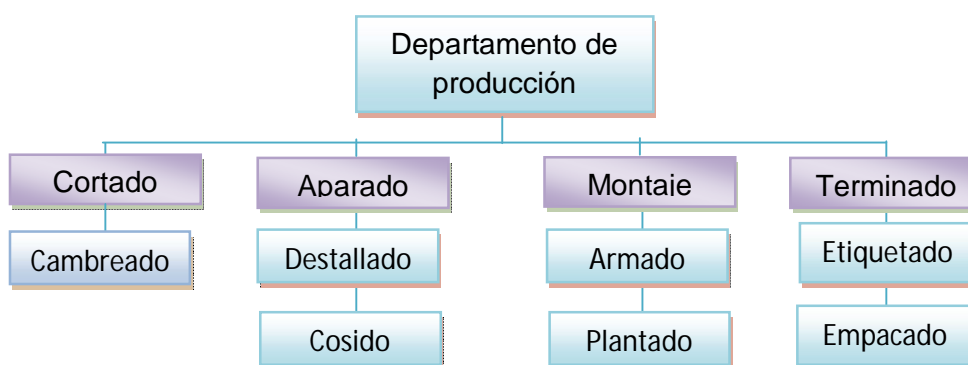 Departamento de
producción
Cortado
Aparado
Montaje
Terminado
Cambreado
Destallado
Armado
Etiquetado
Cosido
Plantado
Empacado